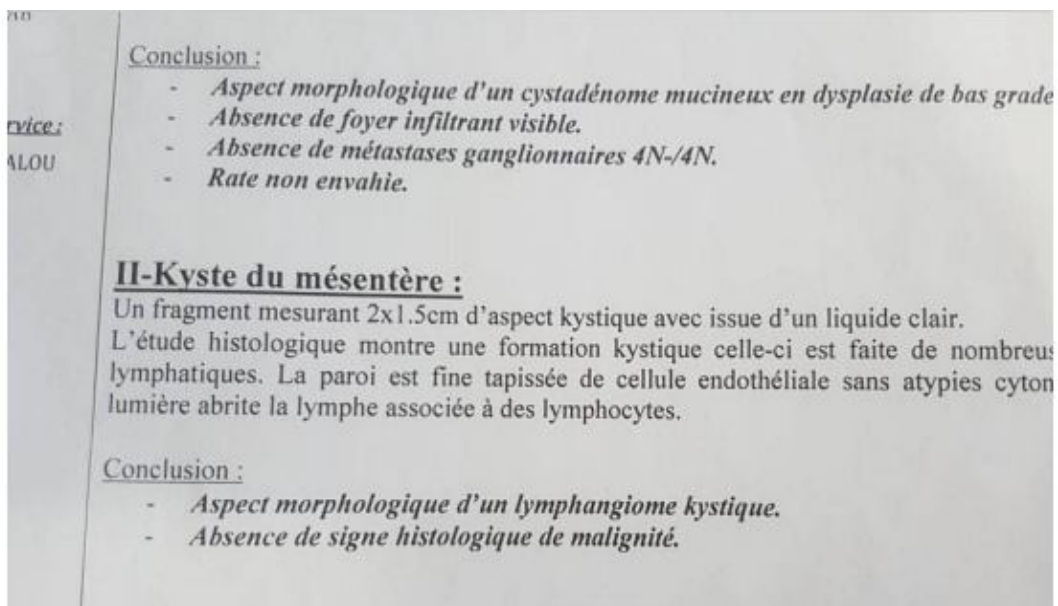 Conclusion :
- Aspect morphologique d'un cystadénome mucineux en dysplasie de bas grade
- Absence de foyer infiltrant visible.
rvice :
- Absence de métastases ganglionnaires 4N-/4N.
ALOU
- Rate non envahie.
II-Kyste du mésentère :
Un fragment mesurant 2x1.5cm d'aspect kystique avec issue d'un liquide clair.
L'étude histologique montre une formation kystique celle-ci est faite de nombreus
lymphatiques. La paroi est fine tapissée de cellule endothéliale sans atypies cyton
lumière abrite la lymphe associée à des lymphocytes.
Conclusion :
- Aspect morphologique d'un lymphangiome kystique.
- Absence de signe histologique de malignité.